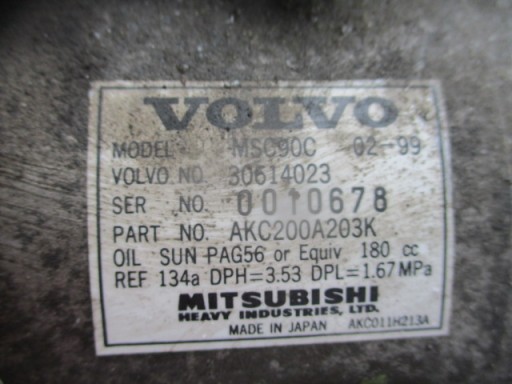 VOLVO
MODEL MSC90C 02-99
VOLVO NO. 30614023
SER NO. 0010678
PART NO. AKC200A203K
OIL SUN PAG56 or Equiv 180 cc
REF 134a DPH=3.53 DPL=1.67MPa
MITSUBISHI
HEAVY INDUSTRIES, LTD.
MADE IN JAPAN AKC011H213A